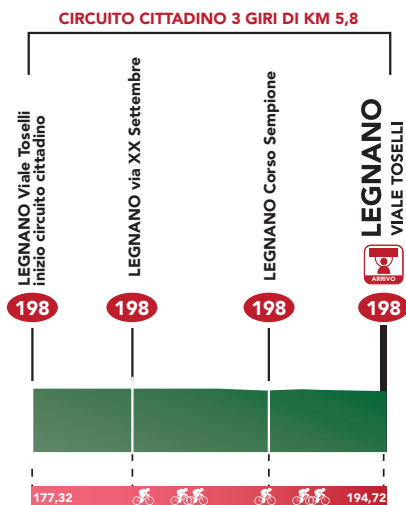 CIRCUITO CITTADINO 3 GIRI DI KM 5,8
LEGNANO Viale Toselli
inizio circuito cittadino
LEGNANO via XX Settembre
LEGNANO Corso Sempione
LEGNANO
VIALE TOSELLI
ARRIVO
198
198
198
198
177,32
194,72